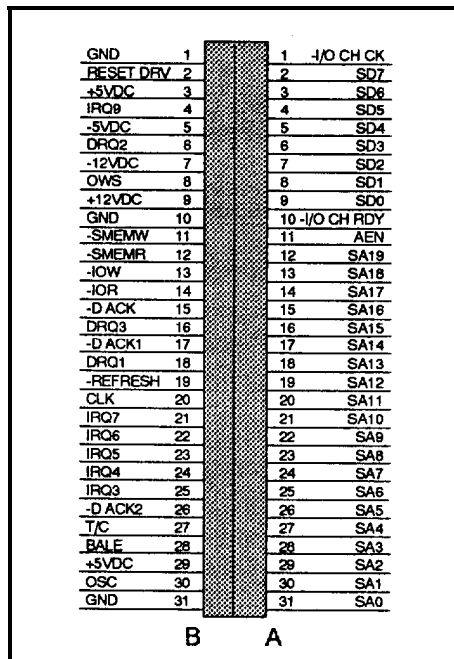 GND 1 1 -I/O CH CK
RESET DRV 2 2 SD7
+5VDC 3 3 SD6
IRQ9 4 4 SD5
-5VDC 5 5 SD4
DRQ2 6 6 SD3
-12VDC 7 7 SD2
OWS 8 8 SD1
+12VDC 9 9 SD0
GND 10 10 -I/O CH RDY
-SMEMW 11 11 AEN
-SMEMR 12 12 SA19
-IOW 13 13 SA18
-IOR 14 14 SA17
-D ACK 15 15 SA16
DRQ3 16 16 SA15
-D ACK1 17 17 SA14
DRQ1 18 18 SA13
-REFRESH 19 19 SA12
CLK 20 20 SA11
IRQ7 21 21 SA10
IRQ6 22 22 SA9
IRQ5 23 23 SA8
IRQ4 24 24 SA7
IRQ3 25 25 SA6
-D ACK2 26 26 SA5
T/C 27 27 SA4
BALE 28 28 SA3
+5VDC 29 29 SA2
OSC 30 30 SA1
GND 31 31 SA0
B A